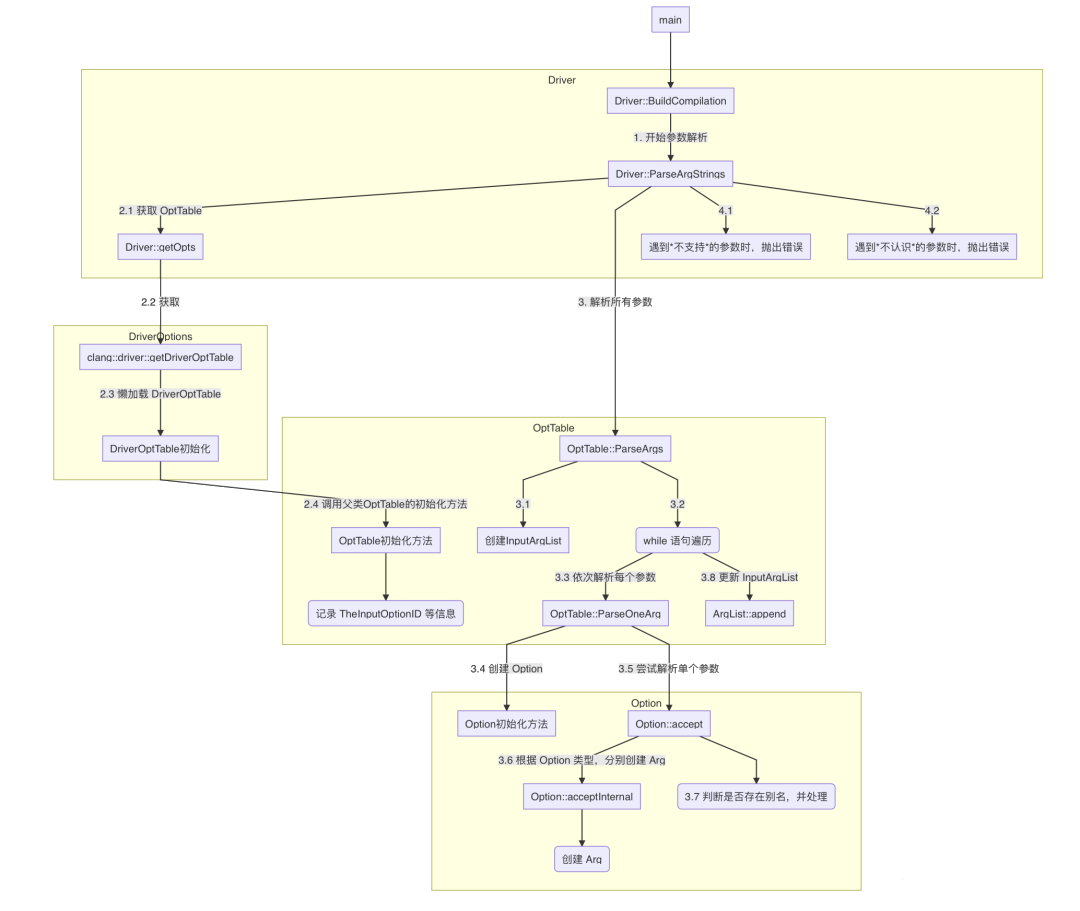 main
Driver
Driver::BuildCompilation
1. 开始参数解析
Driver::ParseArgStrings
2.1 获取 OptTable
4.1
4.2
Driver::getOpts
遇到*不支持*的参数时，抛出错误
遇到*不认识*的参数时，抛出错误
2.2 获取
3. 解析所有参数
DriverOptions
clang::driver::getDriverOptTable
2.3 懒加载 DriverOptTable
DriverOptTable初始化
OptTable
OptTable::ParseArgs
2.4 调用父类OptTable的初始化方法
3.1
3.2
OptTable初始化方法
创建InputArgList
while 语句遍历
3.3 依次解析每个参数
3.8 更新 InputArgList
记录 TheInputOptionID 等信息
OptTable::ParseOneArg
ArgList::append
3.4 创建 Option
3.5 尝试解析单个参数
Option
Option初始化方法
Option::accept
3.6 根据 Option 类型，分别创建 Arg
Option::acceptInternal
3.7 判断是否存在别名，并处理
创建 Arg